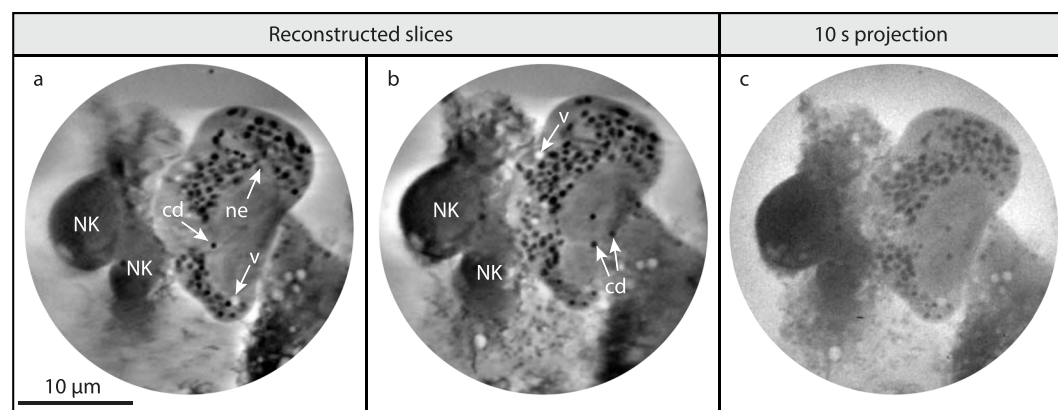 Reconstructed slices
10 s projection
a
b
c
v
v
cd
ne
NK
NK
NK
NK
cd
10 µm